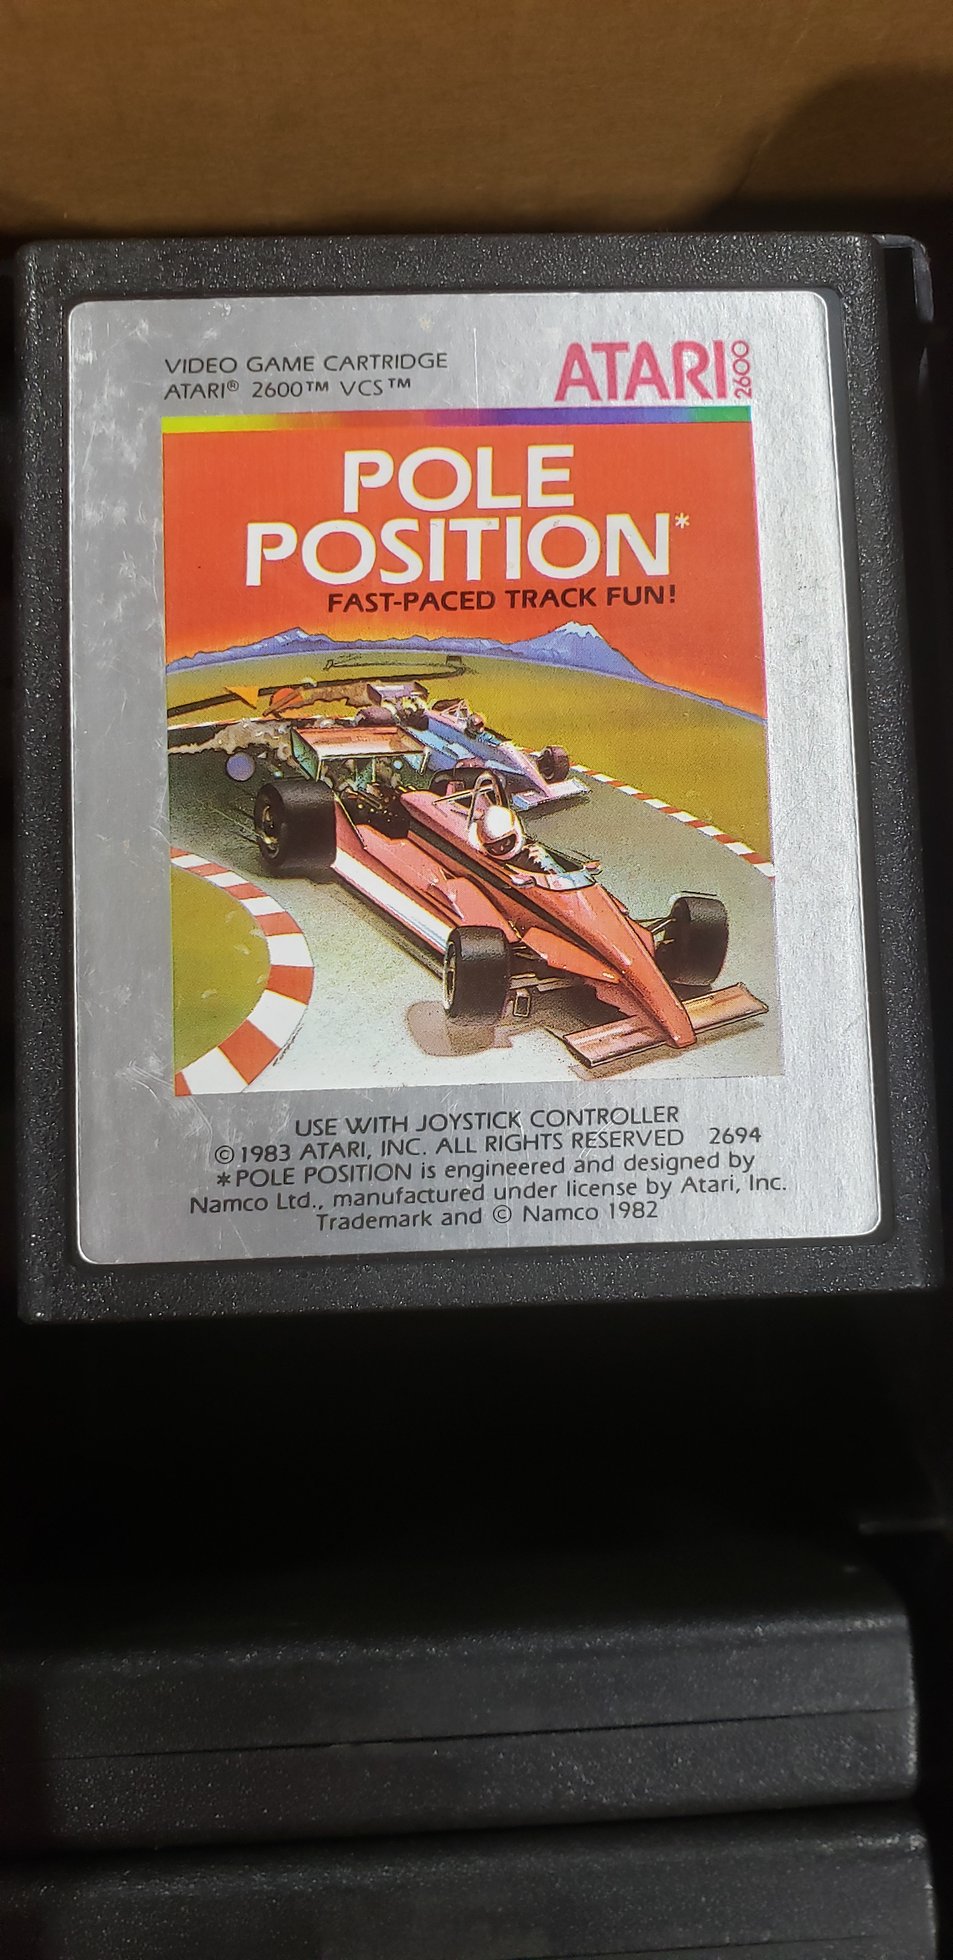 VIDEO GAME CARTRIDGE
ATARI® 2600™ VCS™
ATARI 2600
POLE
POSITION*
FAST-PACED TRACK FUN!
USE WITH JOYSTICK CONTROLLER
©1983 ATARI, INC. ALL RIGHTS RESERVED 2694
*POLE POSITION is engineered and designed by
Namco Ltd., manufactured under license by Atari, Inc.
Trademark and © Namco 1982